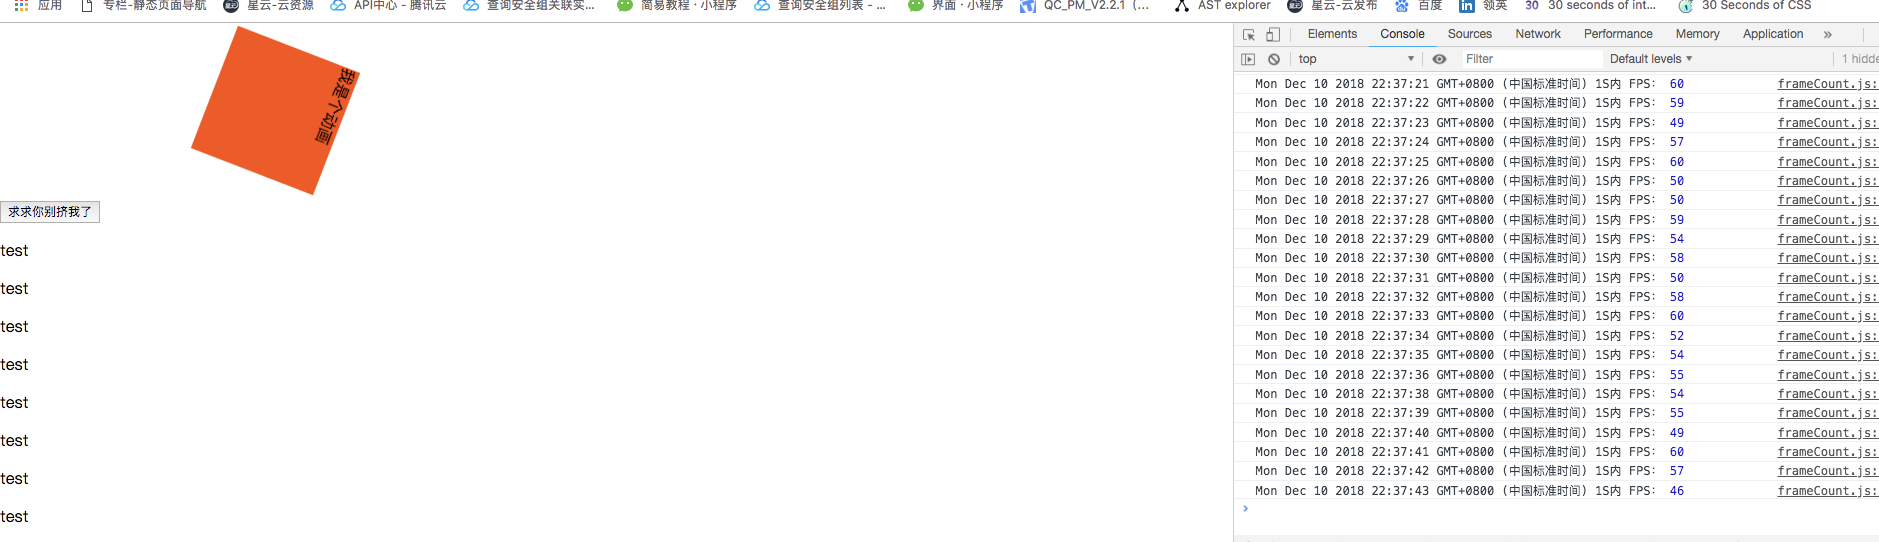 应用 专栏-静态页面导航 星云-云资源 API中心 - 腾讯云 查询安全组关联实... 简易教程 · 小程序 查询安全组列表 - ... 界面 · 小程序 QC_PM_V2.2.1（... AST explorer 星云-云发布 百度 领英 30 30 seconds of int... 30 Seconds of CSS
Elements Console Sources Network Performance Memory Application »
top Filter Default levels 1 hidde
我是个动画
求求你别挤我了
test
test
test
test
test
test
test
test
Mon Dec 10 2018 22:37:21 GMT+0800 (中国标准时间) 1S内 FPS: 60 frameCount.js:
Mon Dec 10 2018 22:37:22 GMT+0800 (中国标准时间) 1S内 FPS: 59 frameCount.js:
Mon Dec 10 2018 22:37:23 GMT+0800 (中国标准时间) 1S内 FPS: 49 frameCount.js:
Mon Dec 10 2018 22:37:24 GMT+0800 (中国标准时间) 1S内 FPS: 57 frameCount.js:
Mon Dec 10 2018 22:37:25 GMT+0800 (中国标准时间) 1S内 FPS: 60 frameCount.js:
Mon Dec 10 2018 22:37:26 GMT+0800 (中国标准时间) 1S内 FPS: 50 frameCount.js:
Mon Dec 10 2018 22:37:27 GMT+0800 (中国标准时间) 1S内 FPS: 50 frameCount.js:
Mon Dec 10 2018 22:37:28 GMT+0800 (中国标准时间) 1S内 FPS: 59 frameCount.js:
Mon Dec 10 2018 22:37:29 GMT+0800 (中国标准时间) 1S内 FPS: 54 frameCount.js:
Mon Dec 10 2018 22:37:30 GMT+0800 (中国标准时间) 1S内 FPS: 58 frameCount.js:
Mon Dec 10 2018 22:37:31 GMT+0800 (中国标准时间) 1S内 FPS: 50 frameCount.js:
Mon Dec 10 2018 22:37:32 GMT+0800 (中国标准时间) 1S内 FPS: 58 frameCount.js:
Mon Dec 10 2018 22:37:33 GMT+0800 (中国标准时间) 1S内 FPS: 60 frameCount.js:
Mon Dec 10 2018 22:37:34 GMT+0800 (中国标准时间) 1S内 FPS: 52 frameCount.js:
Mon Dec 10 2018 22:37:35 GMT+0800 (中国标准时间) 1S内 FPS: 54 frameCount.js:
Mon Dec 10 2018 22:37:36 GMT+0800 (中国标准时间) 1S内 FPS: 55 frameCount.js:
Mon Dec 10 2018 22:37:38 GMT+0800 (中国标准时间) 1S内 FPS: 54 frameCount.js:
Mon Dec 10 2018 22:37:39 GMT+0800 (中国标准时间) 1S内 FPS: 55 frameCount.js:
Mon Dec 10 2018 22:37:40 GMT+0800 (中国标准时间) 1S内 FPS: 49 frameCount.js:
Mon Dec 10 2018 22:37:41 GMT+0800 (中国标准时间) 1S内 FPS: 60 frameCount.js:
Mon Dec 10 2018 22:37:42 GMT+0800 (中国标准时间) 1S内 FPS: 57 frameCount.js:
Mon Dec 10 2018 22:37:43 GMT+0800 (中国标准时间) 1S内 FPS: 46 frameCount.js: